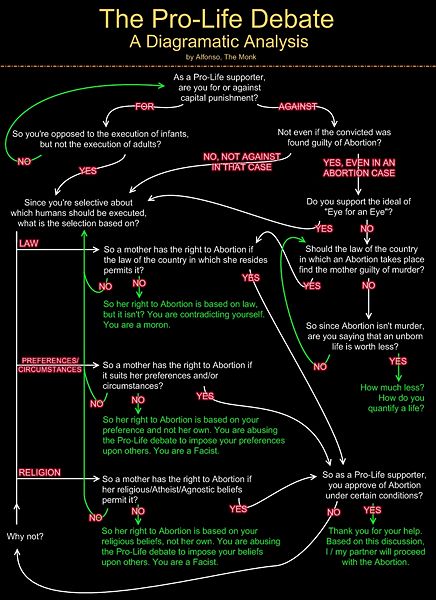 The Pro-Life Debate
A Diagramatic Analysis
by Alfonso, The Monk
As a Pro-Life supporter,
are you for or against
capital punishment?
FOR
AGAINST
So you're opposed to the execution of infants,
but not the execution of adults?
NO
YES
Not even if the convicted was
found guilty of Abortion?
NO, NOT AGAINST
IN THAT CASE
YES, EVEN IN AN
ABORTION CASE
Since you're selective about
which humans should be executed,
what is the selection based on?
Do you support the ideal of
"Eye for an Eye"?
YES
NO
LAW
So a mother has the right to Abortion if
the law of the country in which she resides
permits it?
NO
NO
YES
Should the law of the country
in which an Abortion takes place
find the mother guilty of murder?
YES
NO
So her right to Abortion is based on law,
but it isn't? You are contradicting yourself.
You are a moron.
So since Abortion isn't murder,
are you saying that an unborn
life is worth less?
NO
YES
How much less?
How do you
quantify a life?
PREFERENCES/
CIRCUMSTANCES
So a mother has the right to Abortion if
it suits her preferences and/or
circumstances?
NO
NO
YES
So her right to Abortion is based on your
preference and not her own. You are abusing
the Pro-Life debate to impose your preferences
upon others. You are a Facist.
RELIGION
So a mother has the right to Abortion if
her religious/Atheist/Agnostic beliefs
permit it?
NO
NO
YES
So her right to Abortion is based on your
religious beliefs, not her own. You are abusing
the Pro-Life debate to impose your beliefs
upon others. You are a Facist.
So as a Pro-Life supporter,
you approve of Abortion
under certain conditions?
NO
YES
Thank you for your help.
Based on this discussion,
I / my partner will proceed
with the Abortion.
Why not?